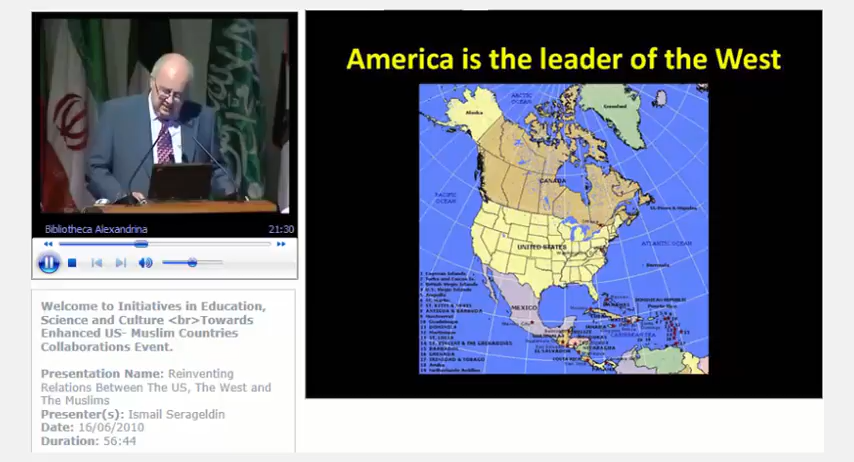 America is the leader of the West
ARCTIC
OCEAN
Greenland
Alaska
CANADA
PACIFIC
OCEAN
UNITED STATES
ATLANTIC OCEAN
Bermuda
MEXICO
Bibliotheca Alexandrina
21:30
Welcome to Initiatives in Education,
Science and Culture <br>Towards
Enhanced US- Muslim Countries
Collaborations Event.
Presentation Name: Reinventing
Relations Between The US, The West and
The Muslims
Presenter(s): Ismail Serageldin
Date: 16/06/2010
Duration: 56:44